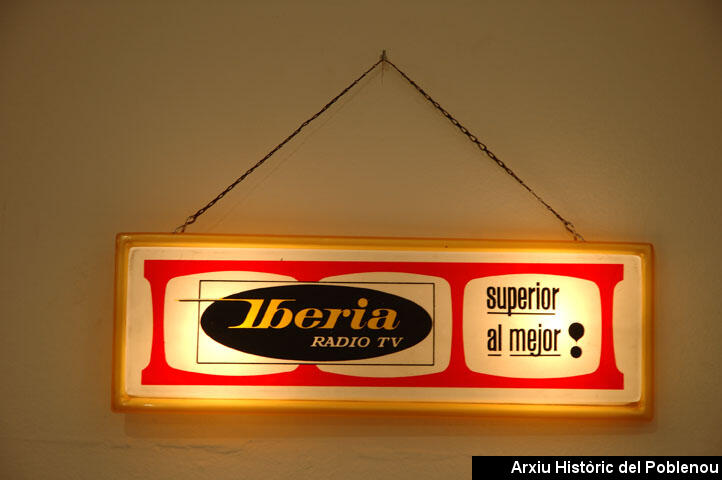 Iberia
RADIO TV
superior
al mejor!
Arxiu Històric del Poblenou